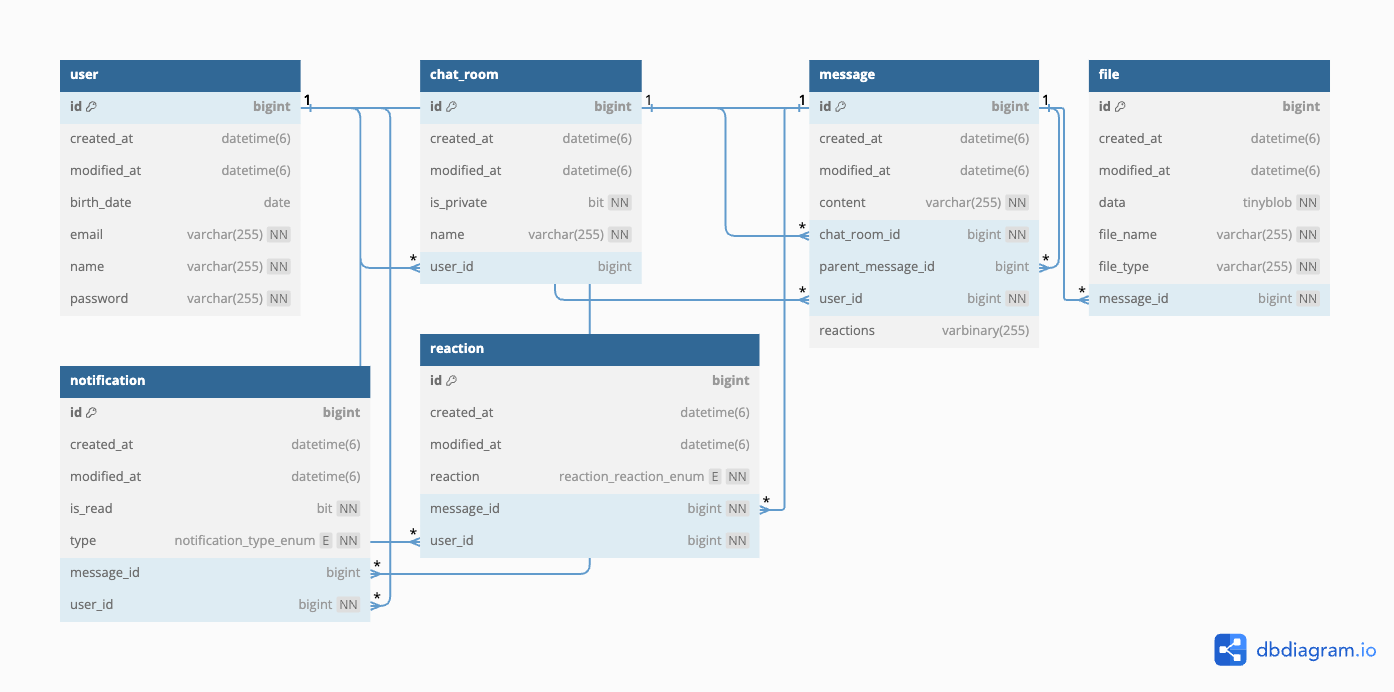 user
id bigint
created_at datetime(6)
modified_at datetime(6)
birth_date date
email varchar(255) NN
name varchar(255) NN
password varchar(255) NN
1
chat_room
id bigint
created_at datetime(6)
modified_at datetime(6)
is_private bit NN
name varchar(255) NN
* user_id bigint
1
1
message
id bigint
created_at datetime(6)
modified_at datetime(6)
content varchar(255) NN
* chat_room_id bigint NN
parent_message_id bigint *
* user_id bigint NN
reactions varbinary(255)
1
file
id bigint
created_at datetime(6)
modified_at datetime(6)
data tinyblob NN
file_name varchar(255) NN
file_type varchar(255) NN
* message_id bigint NN
notification
id bigint
created_at datetime(6)
modified_at datetime(6)
is_read bit NN
type notification_type_enum E NN
message_id bigint *
user_id bigint NN *
reaction
id bigint
created_at datetime(6)
modified_at datetime(6)
reaction reaction_reaction_enum E NN
message_id bigint NN *
* user_id bigint NN
dbdiagram.io